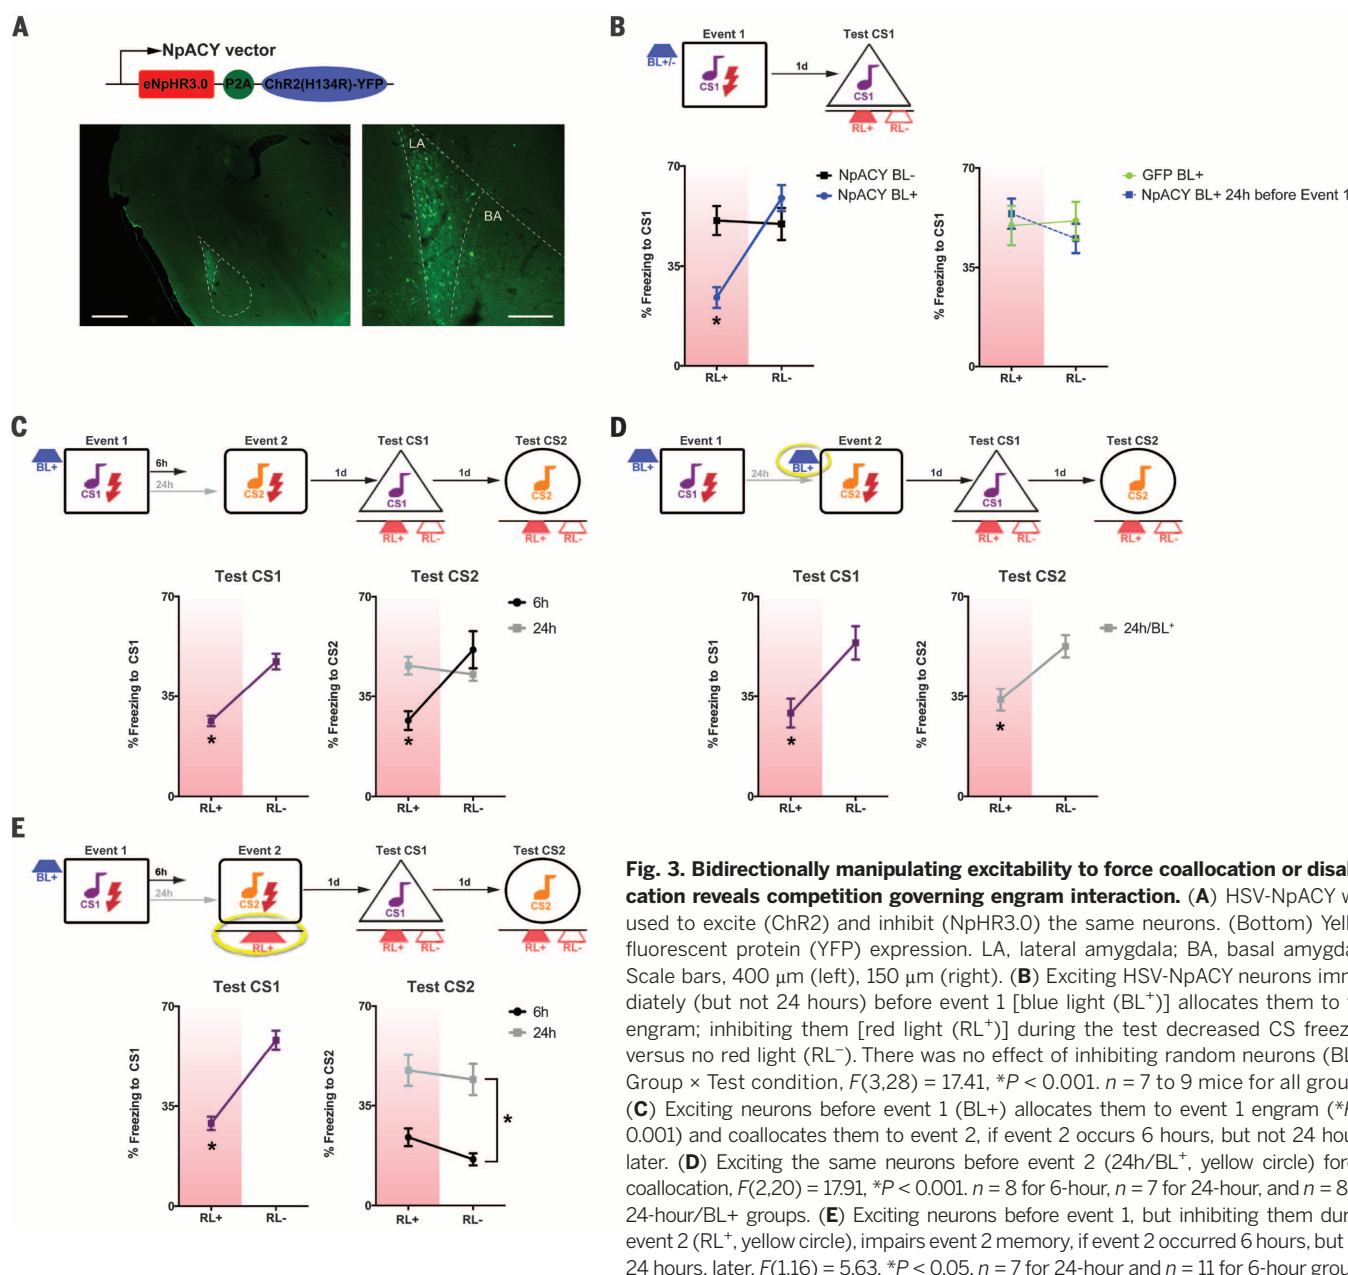 A
NpACY vector
eNpHR3.0 P2A ChR2(H134R)-YFP
LA
BA
B
Event 1 Test CS1
BL+/-
CS1
1d
CS1
RL+ RL-
70
35
0
% Freezing to CS1
NpACY BL-
NpACY BL+
*
RL+ RL-
70
35
0
% Freezing to CS1
GFP BL+
NpACY BL+ 24h before Event 1
RL+ RL-
C
Event 1 Event 2 Test CS1 Test CS2
BL+
CS1
6h
24h
CS2
1d
CS1
1d
CS2
RL+ RL- RL+ RL-
Test CS1
70
35
0
% Freezing to CS1
*
RL+ RL-
Test CS2
70
35
0
% Freezing to CS2
6h
24h
*
RL+ RL-
D
Event 1 Event 2 Test CS1 Test CS2
BL+
CS1
24h
BL+
CS2
1d
CS1
1d
CS2
RL+ RL- RL+ RL-
Test CS1
70
35
0
% Freezing to CS1
*
RL+ RL-
Test CS2
70
35
0
% Freezing to CS2
24h/BL+
*
RL+ RL-
E
Event 1 Event 2 Test CS1 Test CS2
BL+
CS1
6h
24h
CS2
RL+
1d
CS1
1d
CS2
RL+ RL- RL+ RL-
Test CS1
70
35
0
% Freezing to CS1
*
RL+ RL-
Test CS2
70
35
0
% Freezing to CS2
6h
24h
*
RL+ RL-
Fig. 3. Bidirectionally manipulating excitability to force coallocation or disal
cation reveals competition governing engram interaction. (A) HSV-NpACY w
used to excite (ChR2) and inhibit (NpHR3.0) the same neurons. (Bottom) Yell
fluorescent protein (YFP) expression. LA, lateral amygdala; BA, basal amygda
Scale bars, 400 μm (left), 150 μm (right). (B) Exciting HSV-NpACY neurons imm
diately (but not 24 hours) before event 1 [blue light (BL+)] allocates them to
engram; inhibiting them [red light (RL+)] during the test decreased CS freez
versus no red light (RL−). There was no effect of inhibiting random neurons (BL
Group × Test condition, F(3,28) = 17.41, *P < 0.001. n = 7 to 9 mice for all group
(C) Exciting neurons before event 1 (BL+) allocates them to event 1 engram (*P
0.001) and coallocates them to event 2, if event 2 occurs 6 hours, but not 24 hou
later. (D) Exciting the same neurons before event 2 (24h/BL+, yellow circle) for
coallocation, F(2,20) = 17.91, *P < 0.001. n = 8 for 6-hour, n = 7 for 24-hour, and n = 8
24-hour/BL+ groups. (E) Exciting neurons before event 1, but inhibiting them dur
event 2 (RL+, yellow circle), impairs event 2 memory, if event 2 occurred 6 hours, but
24 hours, later, F(1,16) = 5.63, *P < 0.05. n = 7 for 24-hour and n = 11 for 6-hour grou